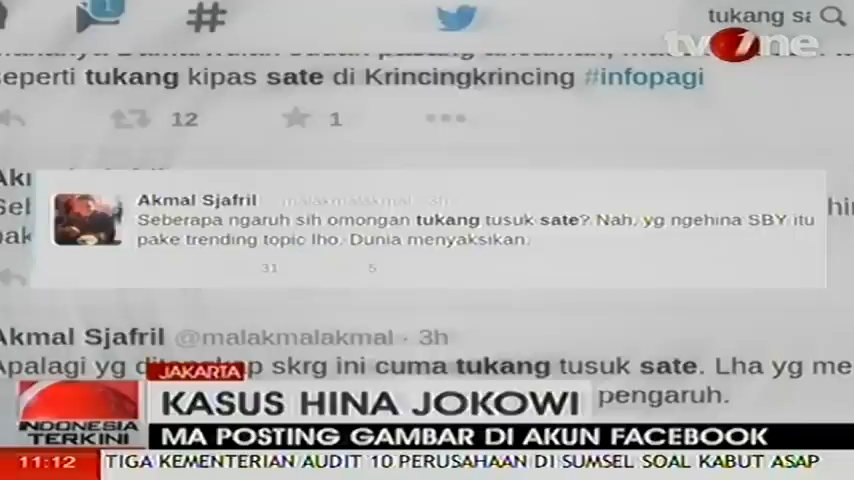 1
#
tukang sa
tvOne
seperti tukang kipas sate di Krincingkrincing #infopagi
12
1
Akmal Sjafril @malakmalakmal · 3h
Seberapa ngaruh sih omongan tukang tusuk sate? Nah, yg ngehina SBY itu
pake trending topic lho. Dunia menyaksikan.
31 5
Akmal Sjafril @malakmalakmal · 3h
Apalagi yg skrg ini cuma tukang tusuk sate. Lha yg me
pengaruh.
JAKARTA
KASUS HINA JOKOWI
INDONESIA
TERKINI
MA POSTING GAMBAR DI AKUN FACEBOOK
11:12
TIGA KEMENTERIAN AUDIT 10 PERUSAHAAN DI SUMSEL SOAL KABUT ASAP